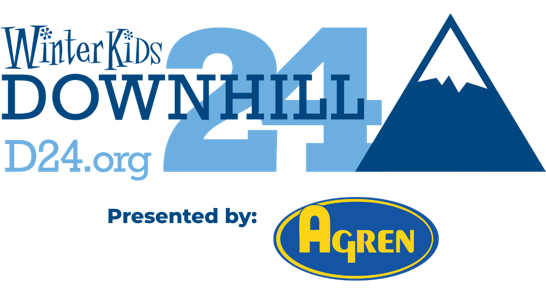 WinterKids
DOWNHILL 24
D24.org
Presented by:
AGREN